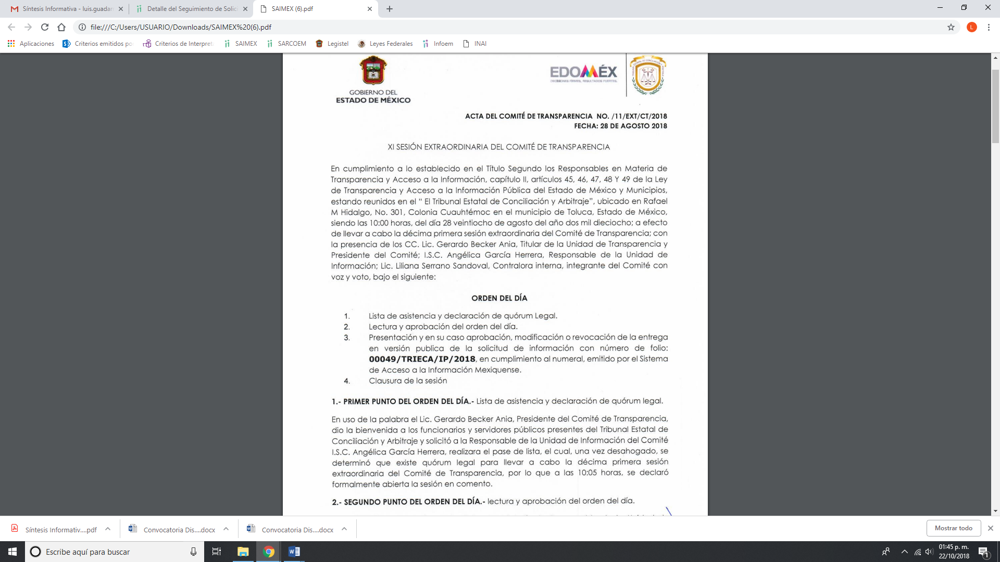 Síntesis Informativa - luis.guadar
Detalle del Seguimiento de Solici
SAIMEX (6).pdf
file:///C:/Users/USUARIO/Downloads/SAIMEX%20(6).pdf
L
Aplicaciones
Criterios emitidos po
Criterios de Interpret
SAIMEX
SARCOEM
Legistel
Leyes Federales
Infoem
INAI
GOBIERNO DEL
ESTADO DE MÉXICO
EDOMÉX
DECISIONES FIRMES, RESULTADOS FUERTES.
ACTA DEL COMITÉ DE TRANSPARENCIA NO. /11/EXT/CT/2018
FECHA: 28 DE AGOSTO 2018
XI SESIÓN EXTRAORDINARIA DEL COMITÉ DE TRANSPARENCIA
En cumplimiento a lo establecido en el Título Segundo los Responsables en Materia de
Transparencia y Acceso a la Información, capítulo II, artículos 45, 46, 47, 48 Y 49 de la Ley
de Transparencia y Acceso a la Información Pública del Estado de México y Municipios,
estando reunidos en el “ El Tribunal Estatal de Conciliación y Arbitraje”, ubicado en Rafael
M Hidalgo, No. 301, Colonia Cuauhtémoc en el municipio de Toluca, Estado de México,
siendo las 10:00 horas, del día 28 veintiocho de agosto del año dos mil dieciocho; a efecto
de llevar a cabo la décima primera sesión extraordinaria del Comité de Transparencia; con
la presencia de los CC. Lic. Gerardo Becker Ania, Titular de la Unidad de Transparencia y
Presidente del Comité; I.S.C. Angélica García Herrera, Responsable de la Unidad de
Información; Lic. Liliana Serrano Sandoval, Contralora interna, integrante del Comité con
voz y voto, bajo el siguiente:
ORDEN DEL DÍA
1. Lista de asistencia y declaración de quórum Legal.
2. Lectura y aprobación del orden del día.
3. Presentación y en su caso aprobación, modificación o revocación de la entrega
en versión publica de la solicitud de información con número de folio:
00049/TRIECA/IP/2018, en cumplimiento al numeral, emitido por el Sistema
de Acceso a la Información Mexiquense.
4. Clausura de la sesión
1.- PRIMER PUNTO DEL ORDEN DEL DÍA.- Lista de asistencia y declaración de quórum legal.
En uso de la palabra el Lic. Gerardo Becker Ania, Presidente del Comité de Transparencia,
dio la bienvenida a los funcionarios y servidores públicos presentes del Tribunal Estatal de
Conciliación y Arbitraje y solicitó a la Responsable de la Unidad de Información del Comité
I.S.C. Angélica García Herrera, realizara el pase de lista, el cual, una vez desahogado, se
determinó que existe quórum legal para llevar a cabo la décima primera sesión
extraordinaria del Comité de Transparencia, por lo que a las 10:05 horas, se declaró
formalmente abierta la sesión en comento.
2.- SEGUNDO PUNTO DEL ORDEN DEL DÍA.- lectura y aprobación del orden del día.
Síntesis Informativ....pdf
Convocatoria Dis....docx
Convocatoria Dis....docx
Mostrar todo
Escribe aquí para buscar
01:45 p. m.
22/10/2018
1